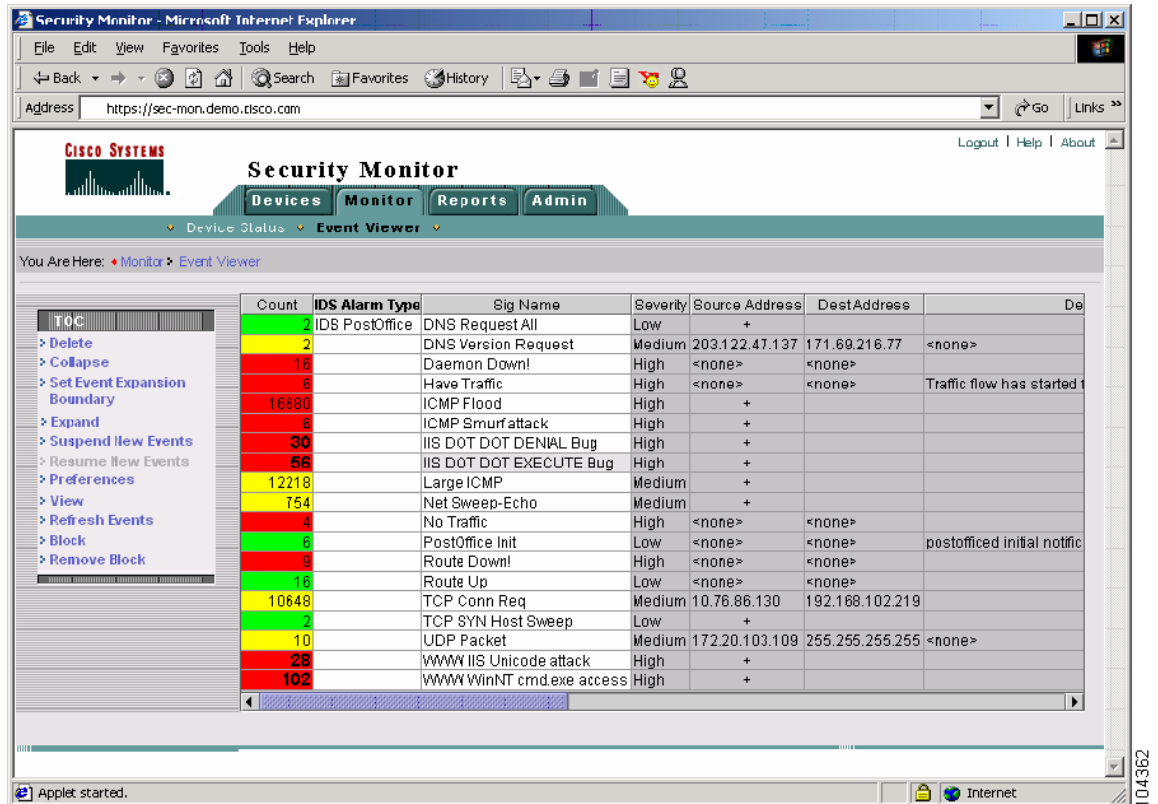 Security Monitor - Microsoft Internet Explorer
File Edit View Favorites Tools Help
Back Search Favorites History
Address https://sec-mon.demo.cisco.com Go Links »
CISCO SYSTEMS
Logout | Help | About
Security Monitor
Devices Monitor Reports Admin
Device Status Event Viewer
You Are Here: Monitor Event Viewer
TOC
Delete
Collapse
Set Event Expansion
Boundary
Expand
Suspend New Events
Resume New Events
Preferences
View
Refresh Events
Block
Remove Block
Count IDS Alarm Type Sig Name Severity Source Address Dest Address De
2 IDS PostOffice DNS Request All Low +
2 DNS Version Request Medium 203.122.47.137 171.69.216.77 <none>
16 Daemon Down! High <none> <none>
6 Have Traffic High <none> <none> Traffic flow has started t
16680 ICMP Flood High +
6 ICMP Smurf attack High +
30 IIS DOT DOT DENIAL Bug High +
56 IIS DOT DOT EXECUTE Bug High +
12218 Large ICMP Medium +
754 Net Sweep-Echo Medium +
4 No Traffic High <none> <none>
6 PostOffice Init Low <none> <none> postofficed initial notific
9 Route Down! High <none> <none>
16 Route Up Low <none> <none>
10648 TCP Conn Req Medium 10.76.86.130 192.168.102.219
2 TCP SYN Host Sweep Low +
10 UDP Packet Medium 172.20.103.109 255.255.255.255 <none>
28 WWW IIS Unicode attack High +
102 WWW WinNT cmd.exe access High +
Applet started. Internet
104362